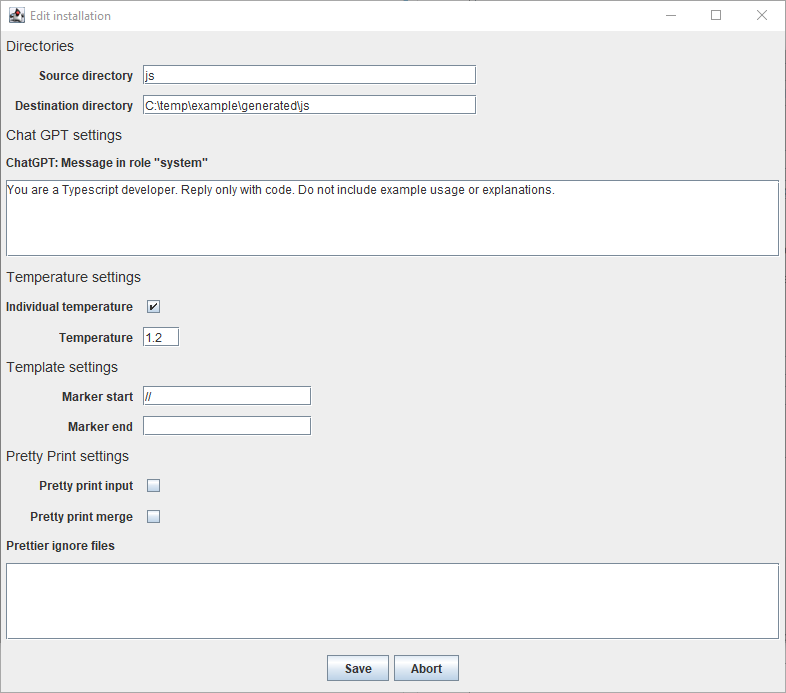 Edit installation
Directories
Source directory js
Destination directory C:\temp\example\generated\js
Chat GPT settings
ChatGPT: Message in role "system"
You are a Typescript developer. Reply only with code. Do not include example usage or explanations.
Temperature settings
Individual temperature
Temperature 1.2
Template settings
Marker start //
Marker end
Pretty Print settings
Pretty print input
Pretty print merge
Prettier ignore files
Save Abort